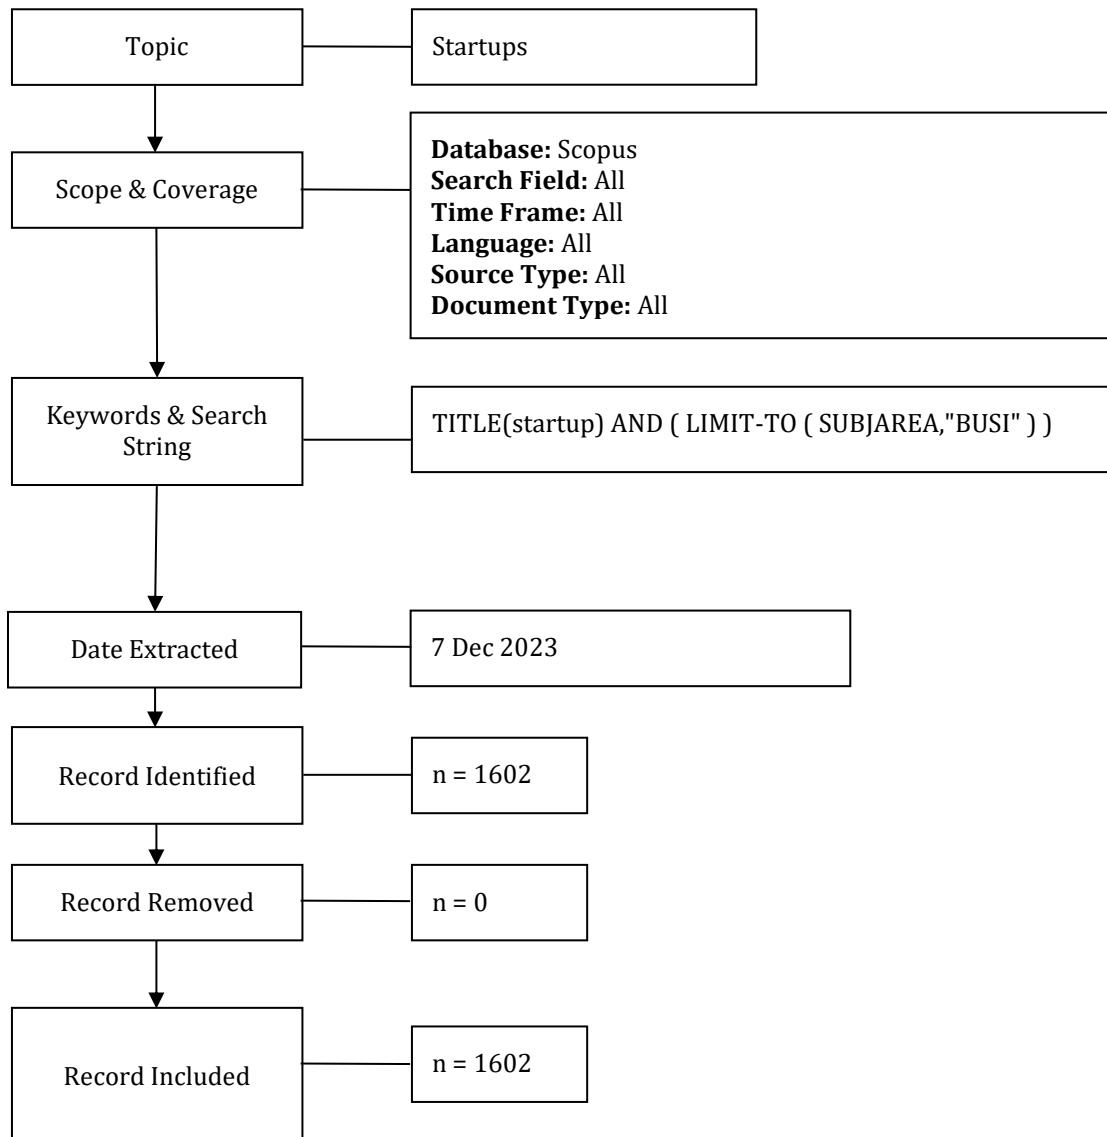 Topic
Startups
Scope & Coverage
Database: Scopus
Search Field: All
Time Frame: All
Language: All
Source Type: All
Document Type: All
Keywords & Search
String
TITLE(startup) AND ( LIMIT-TO ( SUBJAREA,"BUSI" ) )
Date Extracted
7 Dec 2023
Record Identified
n = 1602
Record Removed
n = 0
Record Included
n = 1602